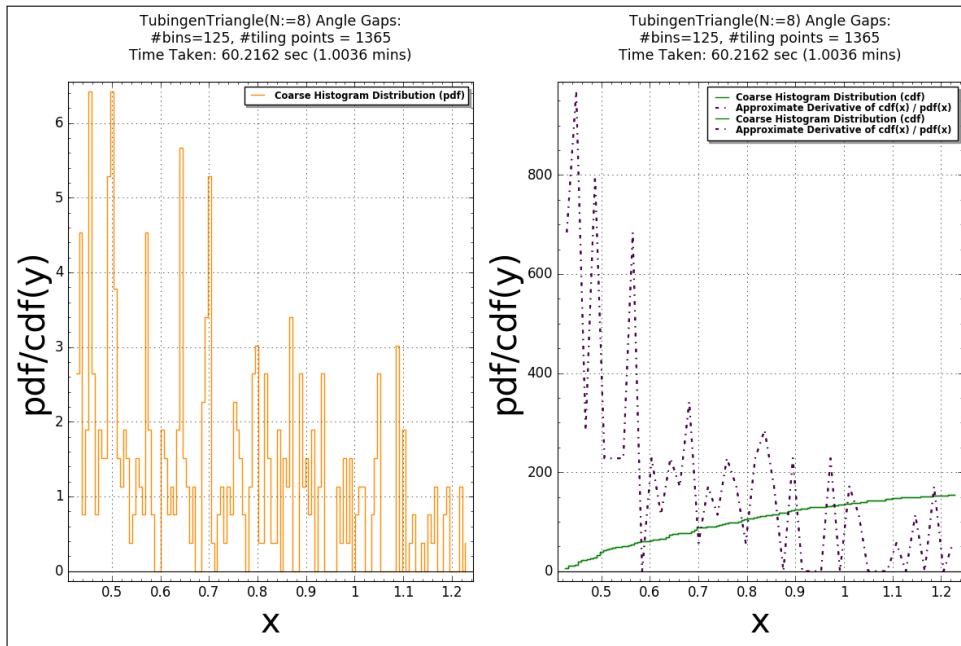 TubingenTriangle(N:=8) Angle Gaps:
#bins=125, #tiling points = 1365
Time Taken: 60.2162 sec (1.0036 mins)
Coarse Histogram Distribution (pdf)
6
5
4
3
2
1
0
pdf/cdf(y)
0.5 0.6 0.7 0.8 0.9 1 1.1 1.2
x
TubingenTriangle(N:=8) Angle Gaps:
#bins=125, #tiling points = 1365
Time Taken: 60.2162 sec (1.0036 mins)
Coarse Histogram Distribution (cdf)
Approximate Derivative of cdf(x) / pdf(x)
Coarse Histogram Distribution (cdf)
Approximate Derivative of cdf(x) / pdf(x)
800
600
400
200
0
pdf/cdf(y)
0.5 0.6 0.7 0.8 0.9 1 1.1 1.2
x